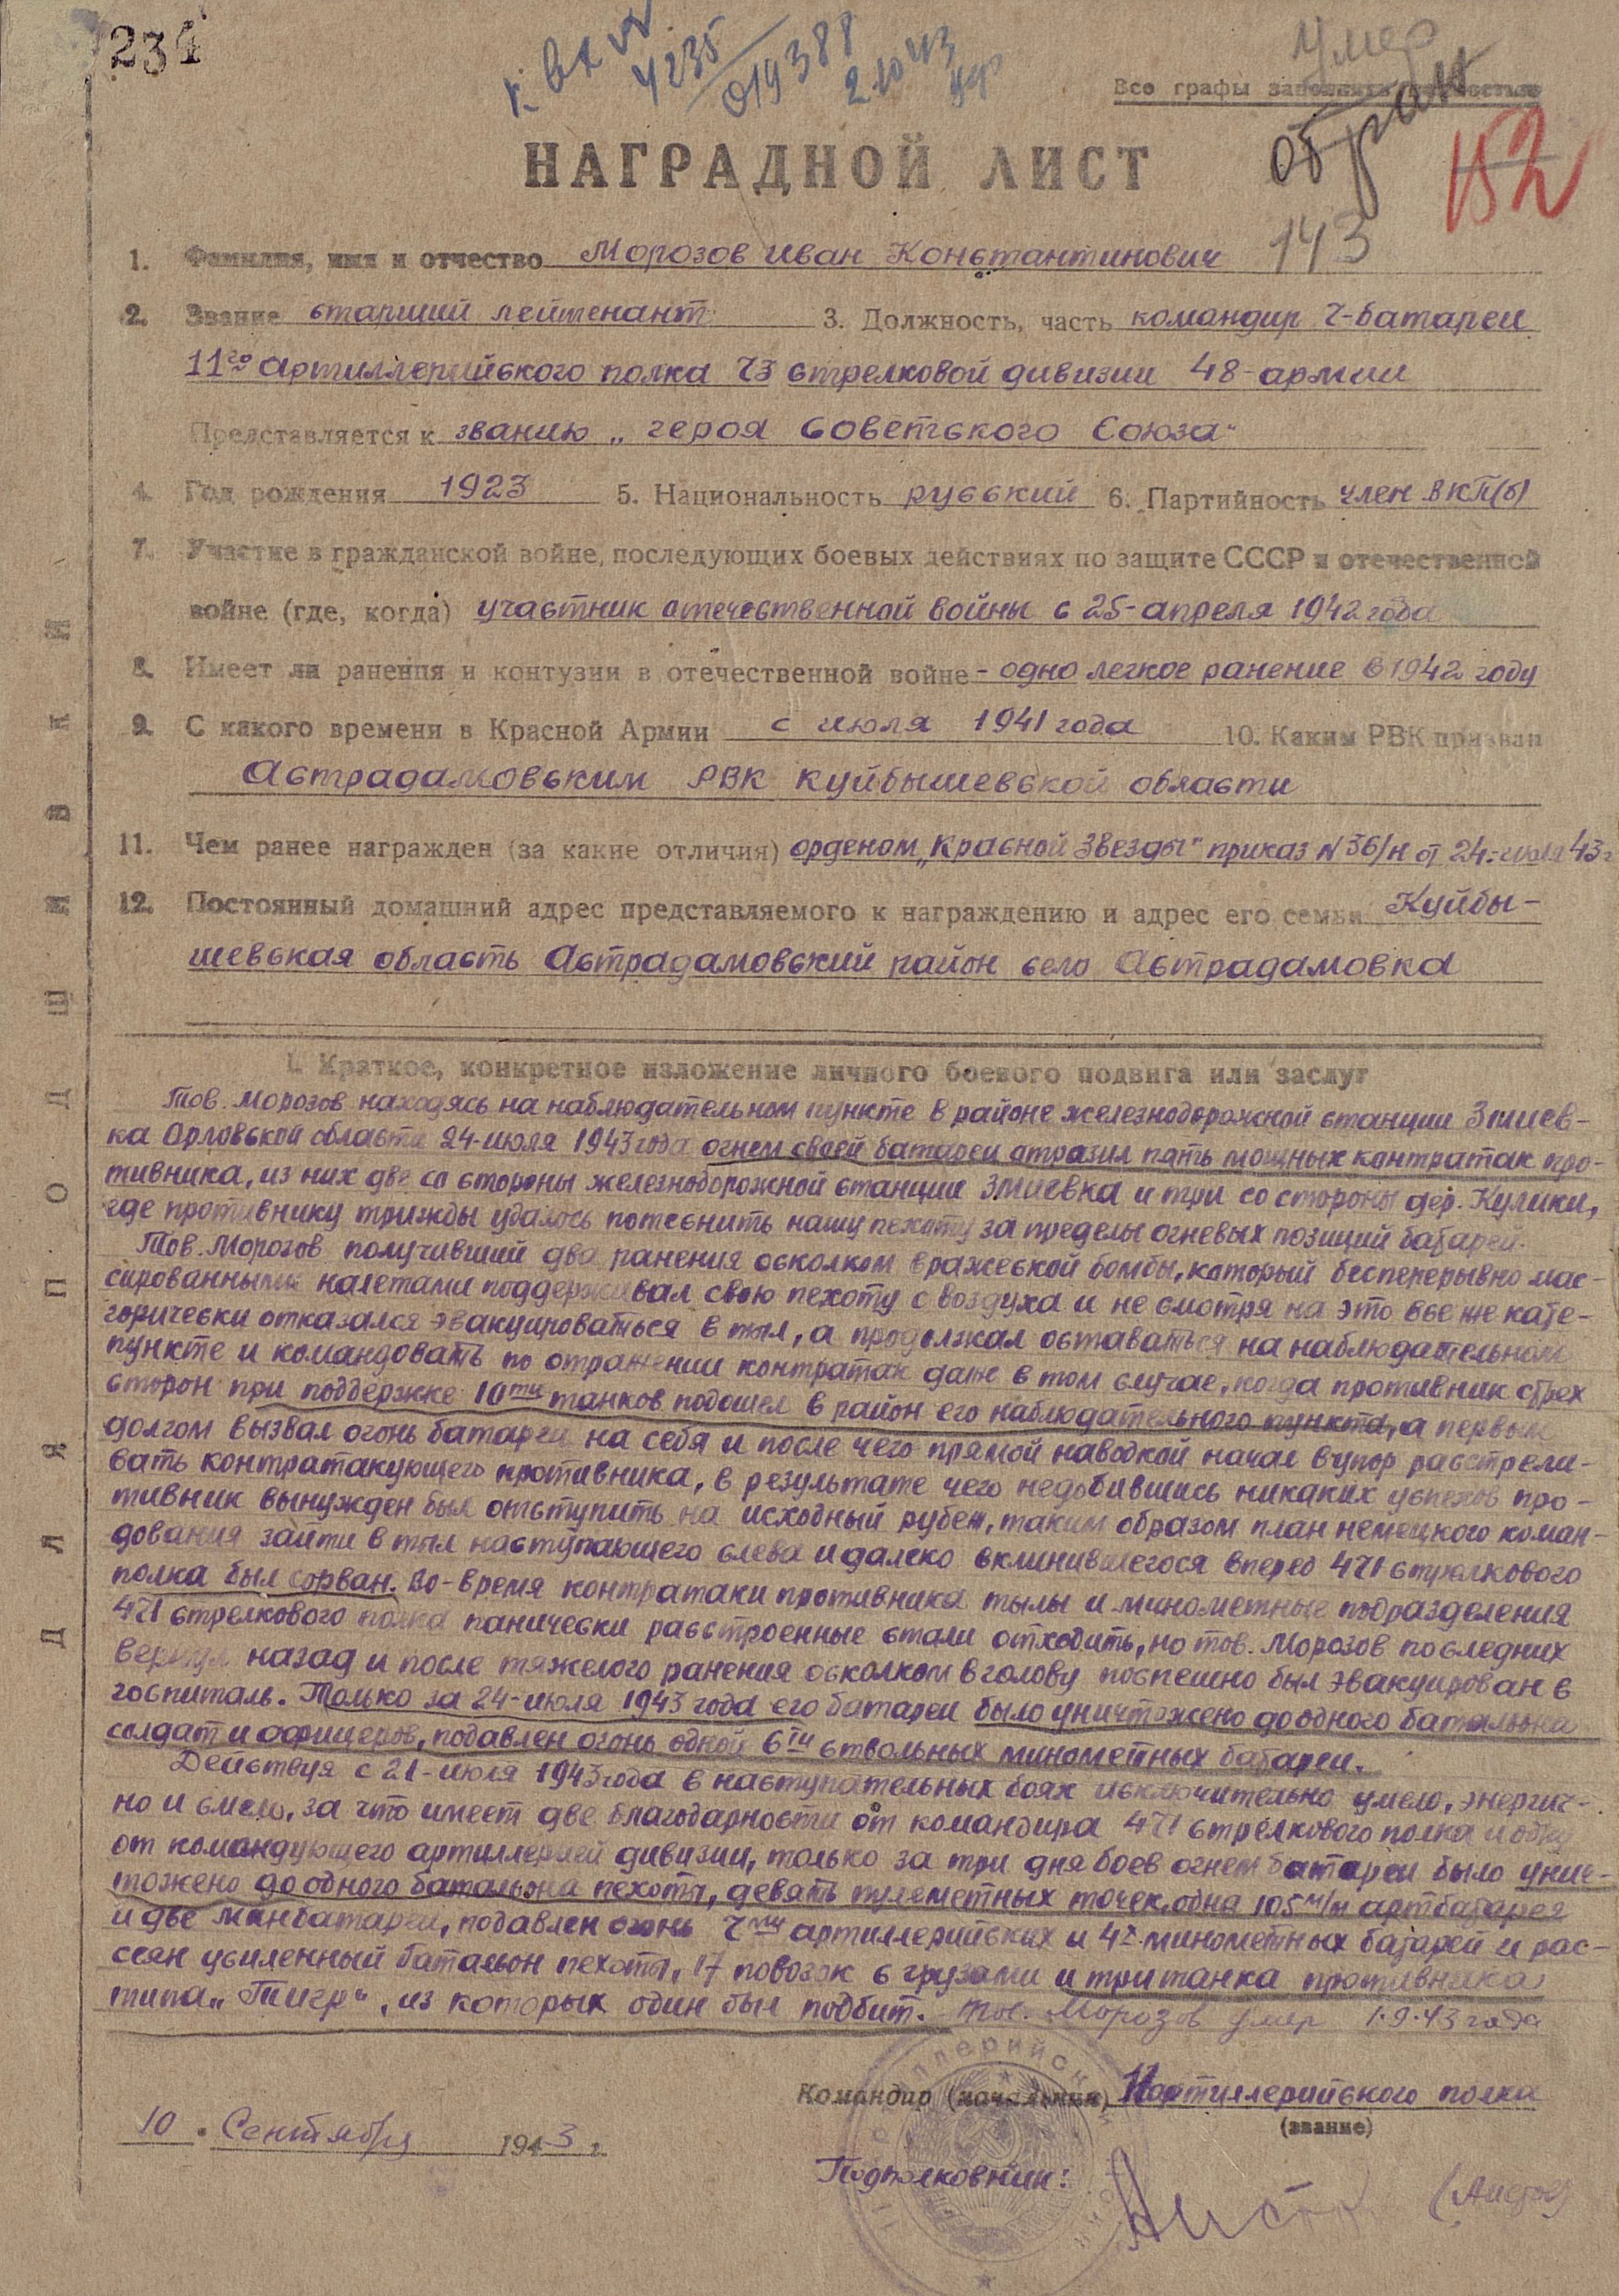 234
4235
019388
2.10.43
умер
Все графы заполнять полностью
НАГРАДНОЙ ЛИСТ
152
143
1. Фамилия, имя и отчество Морозов Иван Константинович
2. Звание старший лейтенант 3. Должность, часть командир 7-батареи
11го артиллерийского полка 73 стрелковой дивизии 48-армии
Представляется к званию „героя Советского Союза"
4. Год рождения 1923 5. Национальность русский 6. Партийность член ВКП(б)
7. Участие в гражданской войне, последующих боевых действиях по защите СССР и отечественной
войне (где, когда) участник отечественной войны с 25-апреля 1942 года
8. Имеет ли ранения и контузии в отечественной войне - одно легкое ранение в 1942 году
9. С какого времени в Красной Армии с июля 1941 года 10. Каким РВК призван
Астрадамовским РВК Куйбышевской области
11. Чем ранее награжден (за какие отличия) орденом „Красной Звезды" приказ N 36/н от 24.-июля 43 г
12. Постоянный домашний адрес представляемого к награждению и адрес его семьи Куйбы-
шевская область Астрадамовский район село Астрадамовка
ДЛЯ ПОДШИВКИ
I. Краткое, конкретное изложение личного боевого подвига или заслуг
Тов. Морозов находясь на наблюдательном пункте в районе железнодорожной станции Змиев-
ка Орловской области 24-июля 1943 года огнем своей батареи отразил пять мощных контратак про-
тивника, из них две со стороны железнодорожной станции Змиевка и три со стороны дер. Кулики,
где противнику трижды удалось потеснить нашу пехоту за пределы огневых позиций батарей.
Тов. Морозов получивший два ранения осколком вражеской бомбы, который беспенерывно мас-
сированными налетами поддерживал свою пехоту с воздуха и не смотря на это все же кате-
горически отказался эвакуироваться в тыл, а продолжал оставаться на наблюдательном
пункте и командовать по отражении контратак даже в том случае, когда противник с трех
сторон при поддержке 10ти танков подошел в район его наблюдательного пункта, а первым
долгом вызвал огонь батареи на себя и после чего прямой наводкой начал в упор расстрели-
вать контратакующего противника, в результате чего недобившись никаких успехов про-
тивник вынужден был отступить на исходный рубеж, таким образом план немецкого коман-
дования зайти в тыл наступающего слева и далеко вклинившегося вперед 471 стрелкового
полка был сорван. Во-время контратаки противника тылы и минометные подразделения
471 стрелкового полка панически расстроенные стали отходить, но тов. Морозов последних
вернул назад и после тяжелого ранения осколком в голову поспешно был эвакуирован в
госпиталь. Только за 24-июля 1943 года его батареи было уничтожено до одного батальона
солдат и офицеров, подавлен огонь одной 6ти ствольных минометных батареи.
Действуя с 21-июля 1943 года в наступательных боях исключительно умело, энергич-
но и смело, за что имеет две благодарности от командира 471 стрелкового полка и одну
от командующего артиллерией дивизии, только за три дня боев огнем батареи было унич-
тожено до одного батальона пехоты, девять пулеметных точек, одна 105 м/м артбатарея
и две минбатареи, подавлен огонь 7ми артиллерийских и 4х-минометных батарей и рас-
сеян усиленный батальон пехоты, 17 повозок с грузами и три танка противника
типа „Тигр", из которых один был подбит. тов. Морозов умер 1.9.43 года
Командир (начальник) 11 артиллерийского полка
(звание)
10. Сентября 1943 г.
Подполковник: